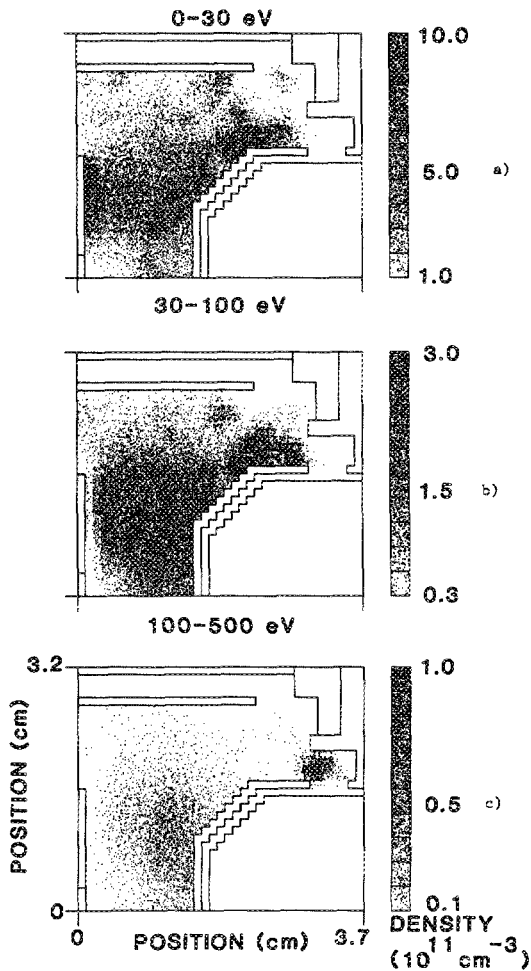 0-30 eV
10.0
5.0
a)
1.0
30-100 eV
3.0
1.5
b)
0.3
100-500 eV
3.2
1.0
POSITION (cm)
0.5
c)
0.1
0
0
POSITION (cm)
3.7
DENSITY
(10^11 cm^-3)